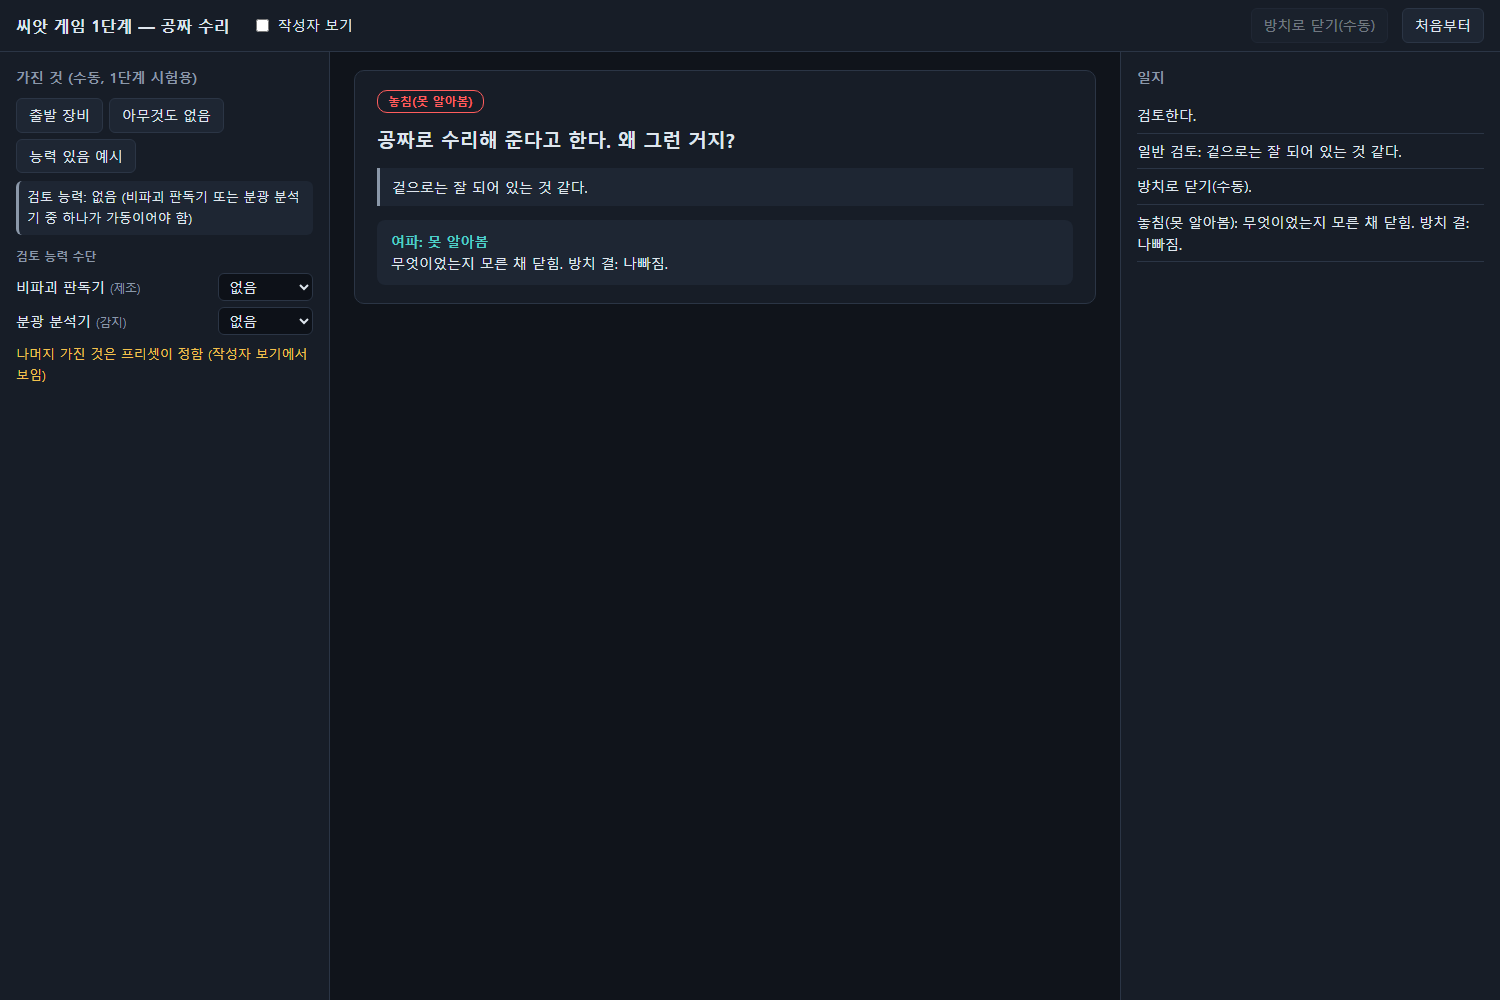 씨앗 게임 1단계 — 공짜 수리
작성자 보기
방치로 닫기(수동)
처음부터
가진 것 (수동, 1단계 시험용)
출발 장비
아무것도 없음
능력 있음 예시
검토 능력: 없음 (비파괴 판독기 또는 분광 분석
기 중 하나가 가동이어야 함)
검토 능력 수단
비파괴 판독기 (제조)
없음
분광 분석기 (감지)
없음
나머지 가진 것은 프리셋이 정함 (작성자 보기에서
보임)
놓침(못 알아봄)
공짜로 수리해 준다고 한다. 왜 그런 거지?
겉으로는 잘 되어 있는 것 같다.
여파: 못 알아봄
무엇이었는지 모른 채 닫힘. 방치 결: 나빠짐.
일지
검토한다.
일반 검토: 겉으로는 잘 되어 있는 것 같다.
방치로 닫기(수동).
놓침(못 알아봄): 무엇이었는지 모른 채 닫힘. 방치 결:
나빠짐.